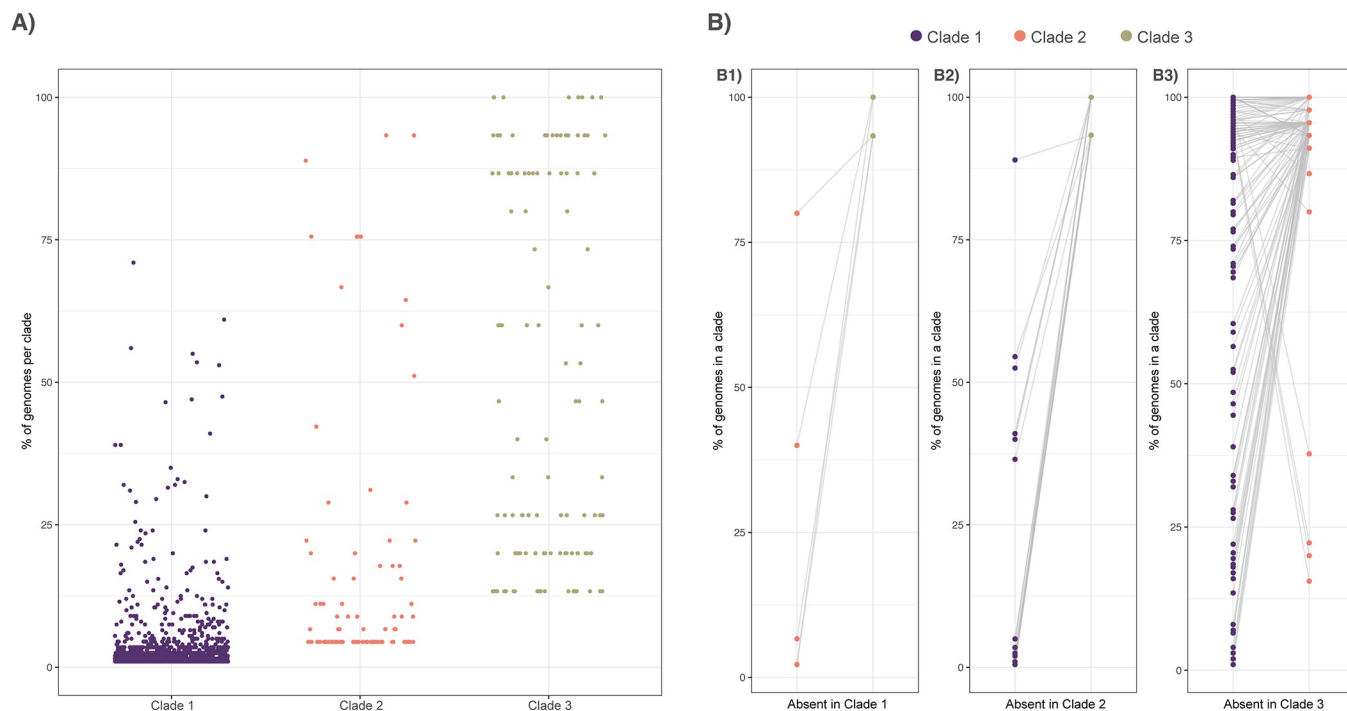 A)
% of genomes per clade
100
75
50
25
0
Clade 1
Clade 2
Clade 3
B)
Clade 1
Clade 2
Clade 3
B1)
% of genomes in a clade
100
75
50
25
0
Absent in Clade 1
B2)
% of genomes in a clade
100
75
50
25
0
Absent in Clade 2
B3)
% of genomes in a clade
100
75
50
25
0
Absent in Clade 3